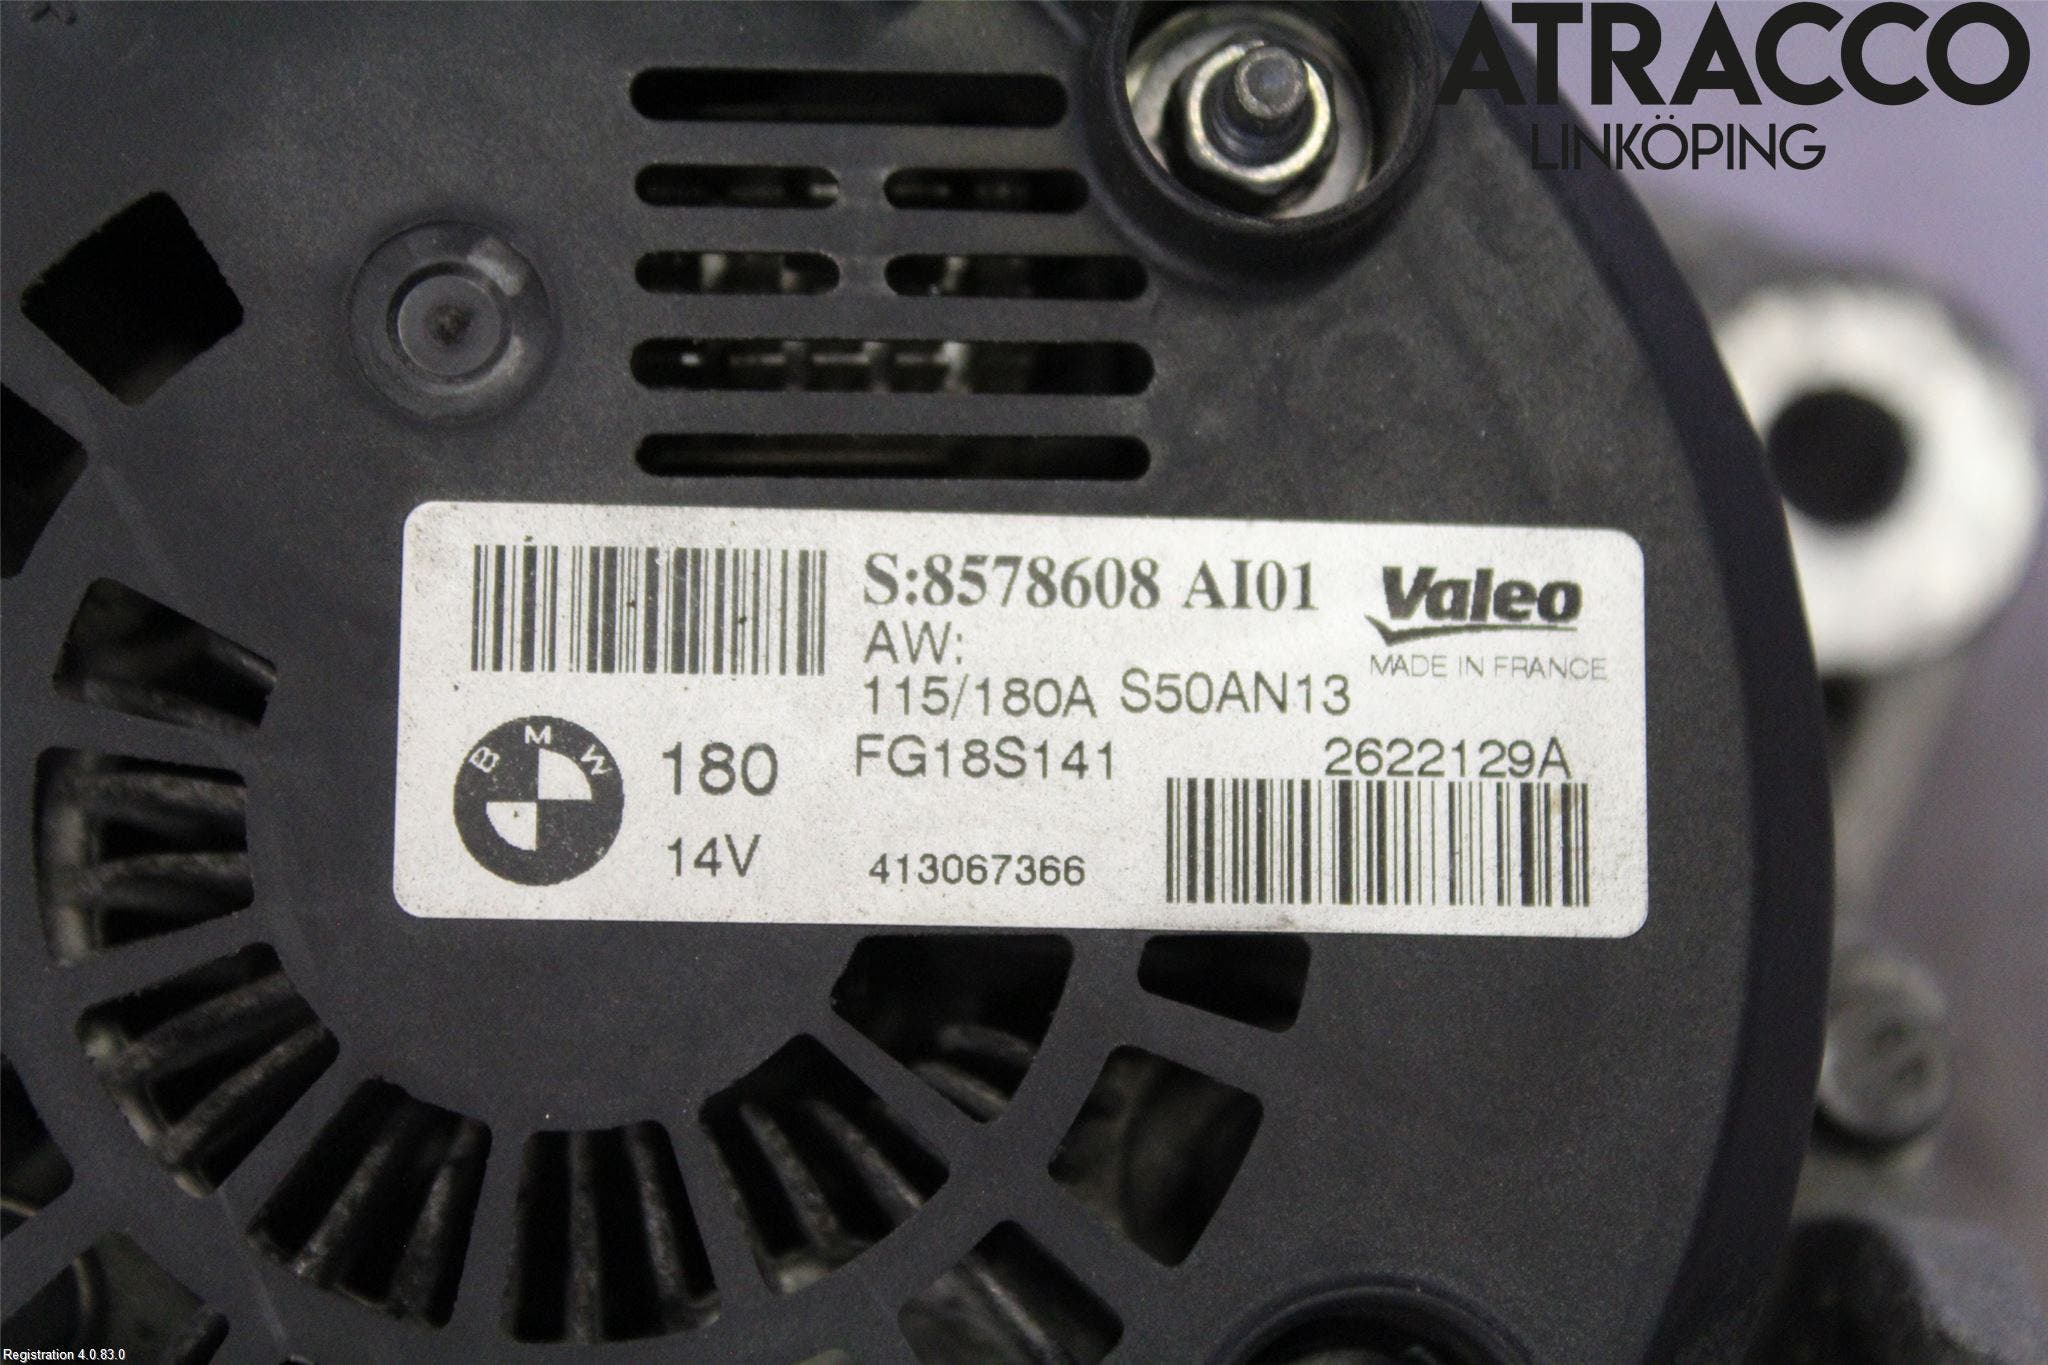 ATRACCO
LINKÖPING
S:8578608 AI01
Valeo
AW:
MADE IN FRANCE
115/180A S50AN13
BMW
180
FG18S141
2622129A
14V
413067366
Registration 4.0.83.0